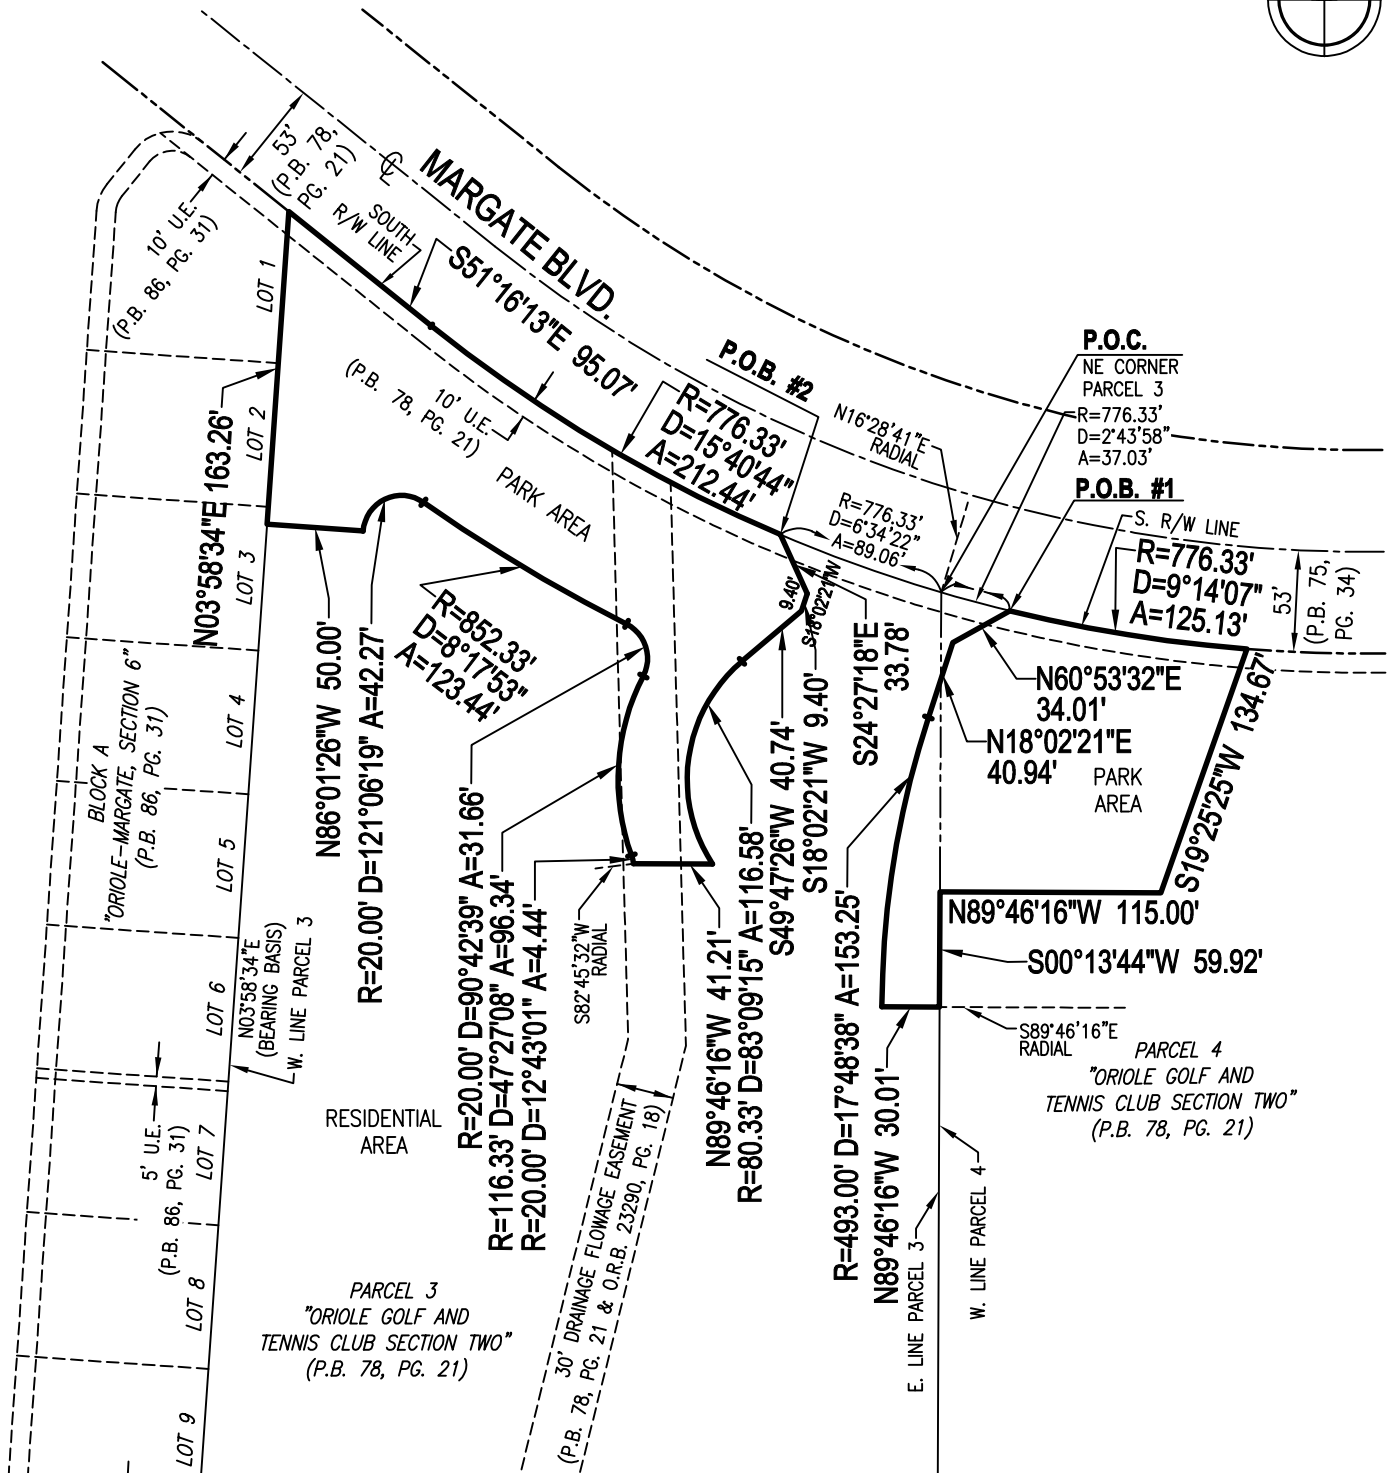 53'
(P.B. 78,
PG. 21)
℄
MARGATE BLVD.
10' U.E.
(P.B. 86, PG. 31)
SOUTH
R/W LINE
S51°16'13"E 95.07'
LOT 1
LOT 2
LOT 3
LOT 4
LOT 5
LOT 6
LOT 7
LOT 8
LOT 9
10' U.E.
(P.B. 78, PG. 21)
PARK AREA
R=776.33'
D=15°40'44"
A=212.44'
P.O.B. #2
N16°28'41"E
RADIAL
P.O.C.
NE CORNER
PARCEL 3
R=776.33'
D=2°43'58"
A=37.03'
P.O.B. #1
S. R/W LINE
R=776.33'
D=6°34'22"
A=89.06'
R=776.33'
D=9°14'07"
A=125.13'
53'
(P.B. 75,
PG. 34)
N03°58'34"E 163.26'
N86°01'26"W 50.00'
R=20.00' D=121°06'19" A=42.27'
R=852.33'
D=8°17'53"
A=123.44'
9.40'
S18°02'21"W
S24°27'18"E
33.78'
N60°53'32"E
34.01'
N18°02'21"E
40.94'
PARK
AREA
S19°25'25"W 134.67'
BLOCK A
"ORIOLE-MARGATE, SECTION 6"
(P.B. 86, PG. 31)
R=20.00' D=90°42'39" A=31.66'
R=116.33' D=47°27'08" A=96.34'
R=20.00' D=12°43'01" A=4.44'
S82°45'32"W
RADIAL
N89°46'16"W 41.21'
R=80.33' D=83°09'15" A=116.58'
S49°47'26"W 40.74'
S18°02'21"W 9.40'
R=493.00' D=17°48'38" A=153.25'
N89°46'16"W 30.01'
N89°46'16"W 115.00'
S00°13'44"W 59.92'
S89°46'16"E
RADIAL
PARCEL 4
"ORIOLE GOLF AND
TENNIS CLUB SECTION TWO"
(P.B. 78, PG. 21)
N03°58'34"E
(BEARING BASIS)
W. LINE PARCEL 3
5' U.E.
(P.B. 86, PG. 31)
RESIDENTIAL
AREA
PARCEL 3
"ORIOLE GOLF AND
TENNIS CLUB SECTION TWO"
(P.B. 78, PG. 21)
30' DRAINAGE FLOWAGE EASEMENT
(P.B. 78, PG. 21 & O.R.B. 23290, PG. 18)
E. LINE PARCEL 3
W. LINE PARCEL 4